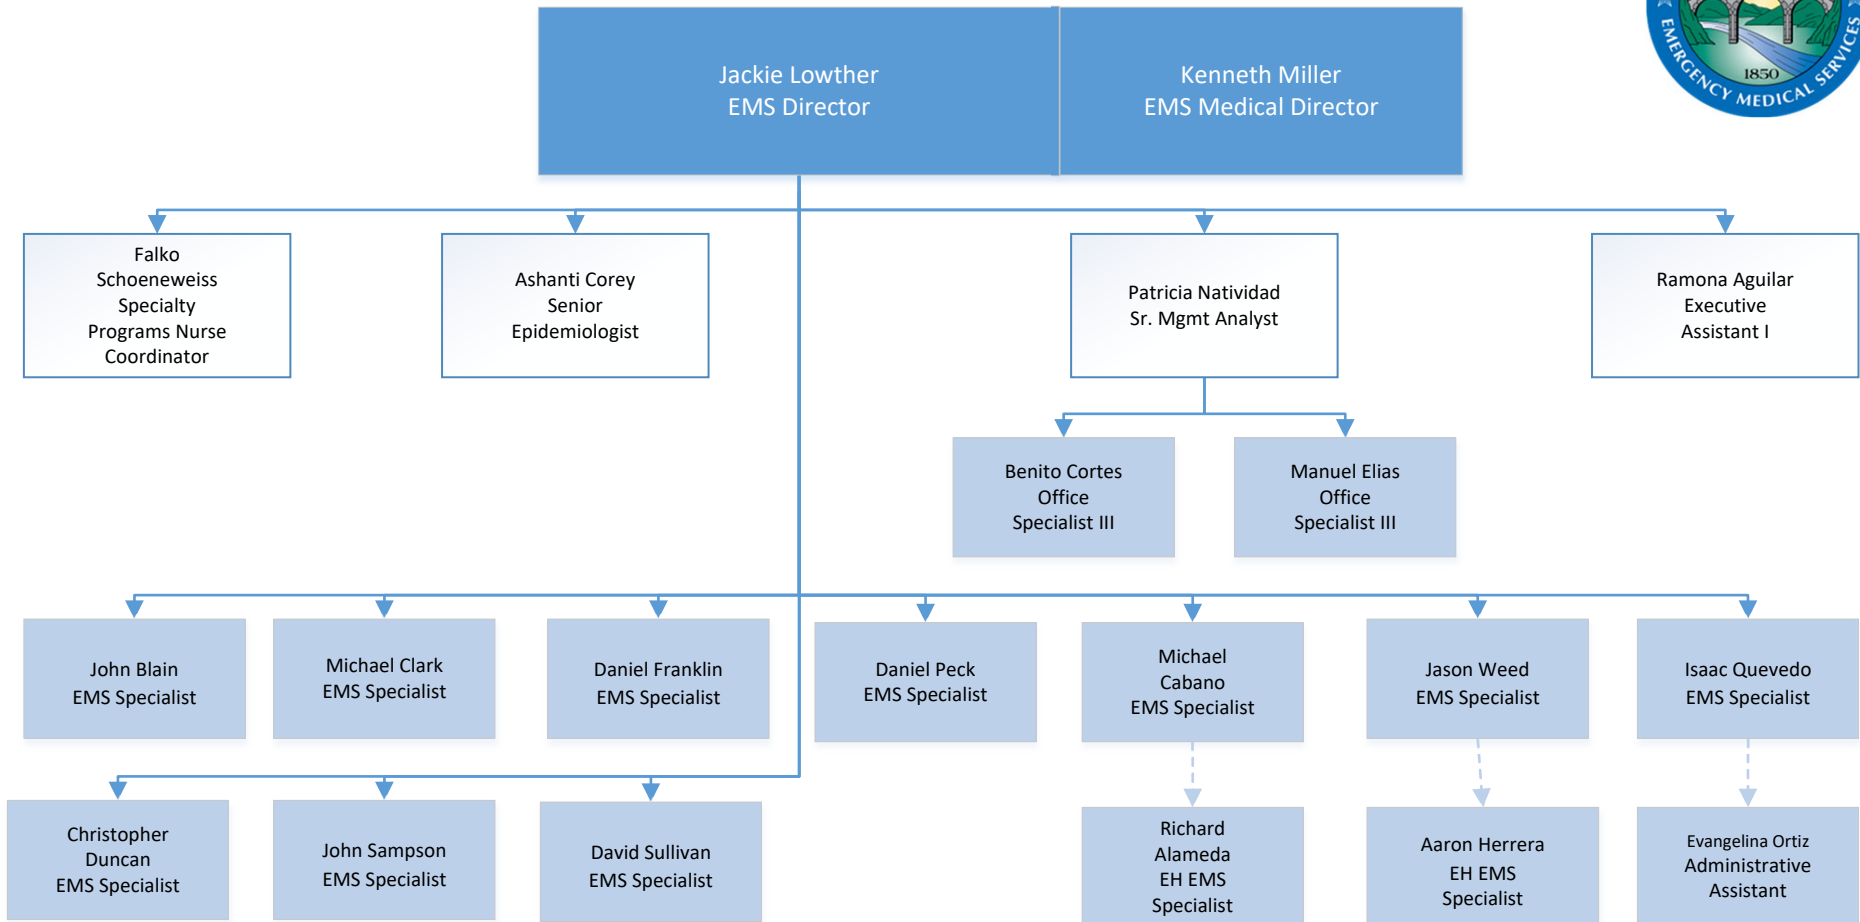 Jackie Lowther
EMS Director
Kenneth Miller
EMS Medical Director
EMERGENCY MEDICAL SERVICES
1850
Falko
Schoeneweiss
Specialty
Programs Nurse
Coordinator
Ashanti Corey
Senior
Epidemiologist
Patricia Natividad
Sr. Mgmt Analyst
Ramona Aguilar
Executive
Assistant I
Benito Cortes
Office
Specialist III
Manuel Elias
Office
Specialist III
John Blain
EMS Specialist
Michael Clark
EMS Specialist
Daniel Franklin
EMS Specialist
Daniel Peck
EMS Specialist
Michael
Cabano
EMS Specialist
Jason Weed
EMS Specialist
Isaac Quevedo
EMS Specialist
Christopher
Duncan
EMS Specialist
John Sampson
EMS Specialist
David Sullivan
EMS Specialist
Richard
Alameda
EH EMS
Specialist
Aaron Herrera
EH EMS
Specialist
Evangelina Ortiz
Administrative
Assistant